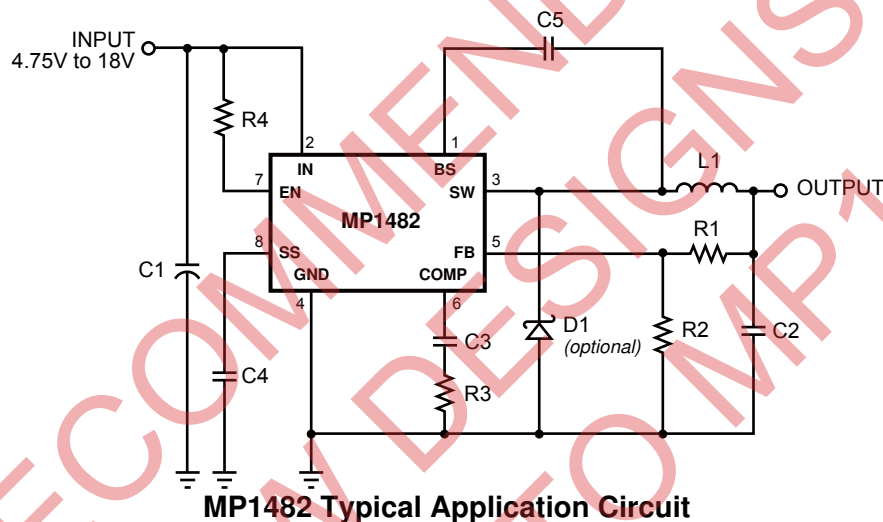 C5
INPUT
4.75V to 18V
R4
2
1
IN
BS
L1
7
EN
SW
3
OUTPUT
MP1482
R1
8
SS
FB
5
C1
GND
COMP
4
6
D1
(optional)
R2
C2
C3
C4
R3
MP1482 Typical Application Circuit